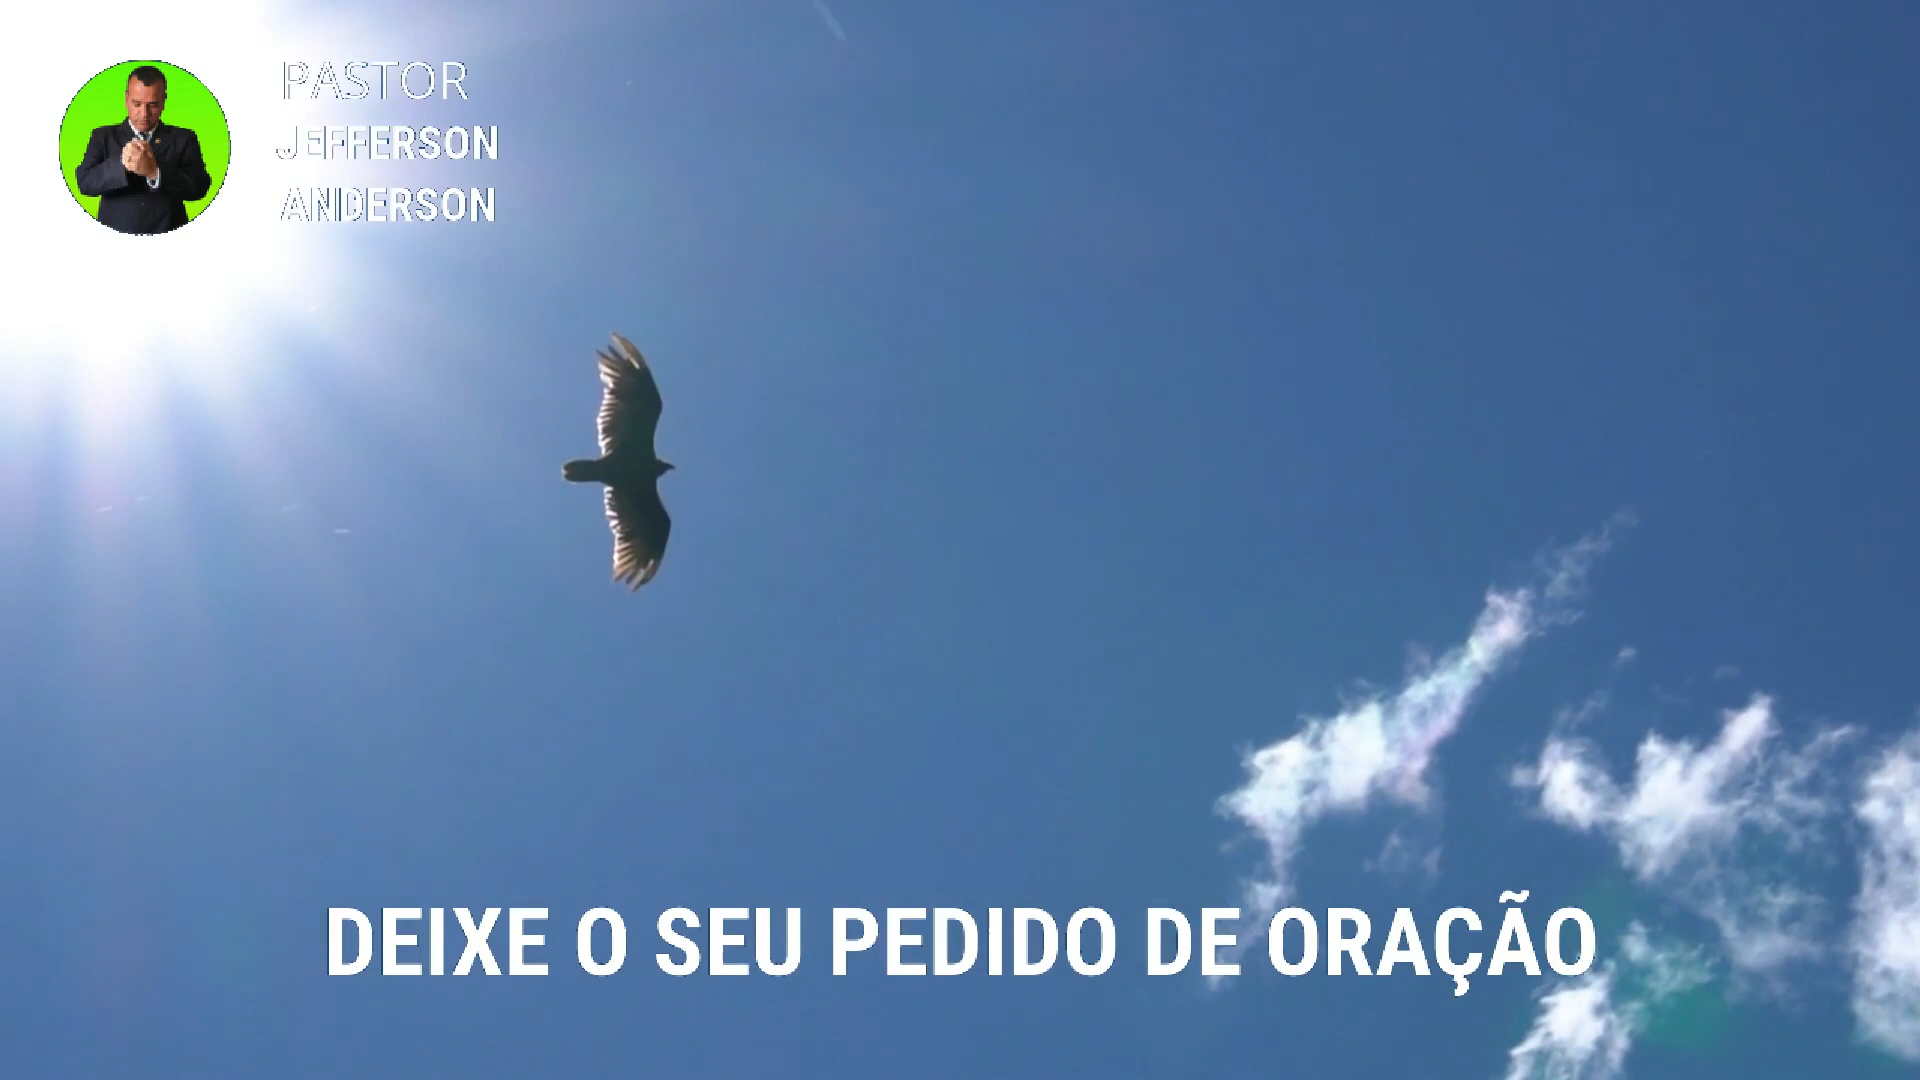 PASTOR
JEFFERSON
ANDERSON
DEIXE O SEU PEDIDO DE ORAÇÃO